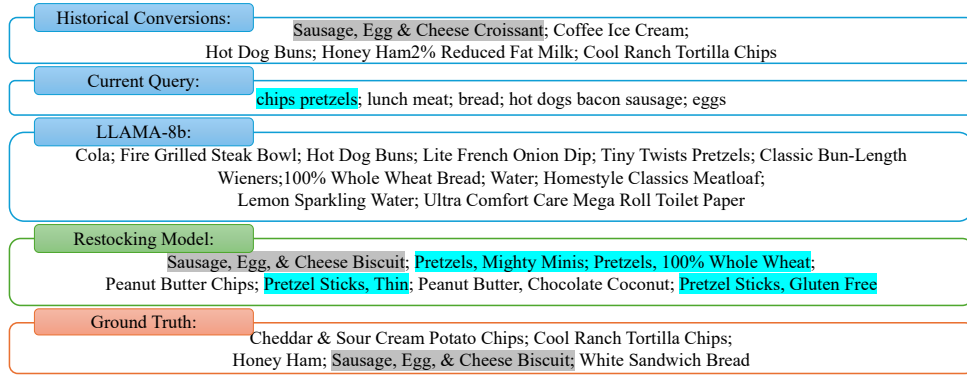 Historical Conversions:
Sausage, Egg & Cheese Croissant; Coffee Ice Cream;
Hot Dog Buns; Honey Ham2% Reduced Fat Milk; Cool Ranch Tortilla Chips
Current Query:
chips pretzels; lunch meat; bread; hot dogs bacon sausage; eggs
LLAMA-8b:
Cola; Fire Grilled Steak Bowl; Hot Dog Buns; Lite French Onion Dip; Tiny Twists Pretzels; Classic Bun-Length
Wieners;100% Whole Wheat Bread; Water; Homestyle Classics Meatloaf;
Lemon Sparkling Water; Ultra Comfort Care Mega Roll Toilet Paper
Restocking Model:
Sausage, Egg, & Cheese Biscuit; Pretzels, Mighty Minis; Pretzels, 100% Whole Wheat;
Peanut Butter Chips; Pretzel Sticks, Thin; Peanut Butter, Chocolate Coconut; Pretzel Sticks, Gluten Free
Ground Truth:
Cheddar & Sour Cream Potato Chips; Cool Ranch Tortilla Chips;
Honey Ham; Sausage, Egg, & Cheese Biscuit; White Sandwich Bread